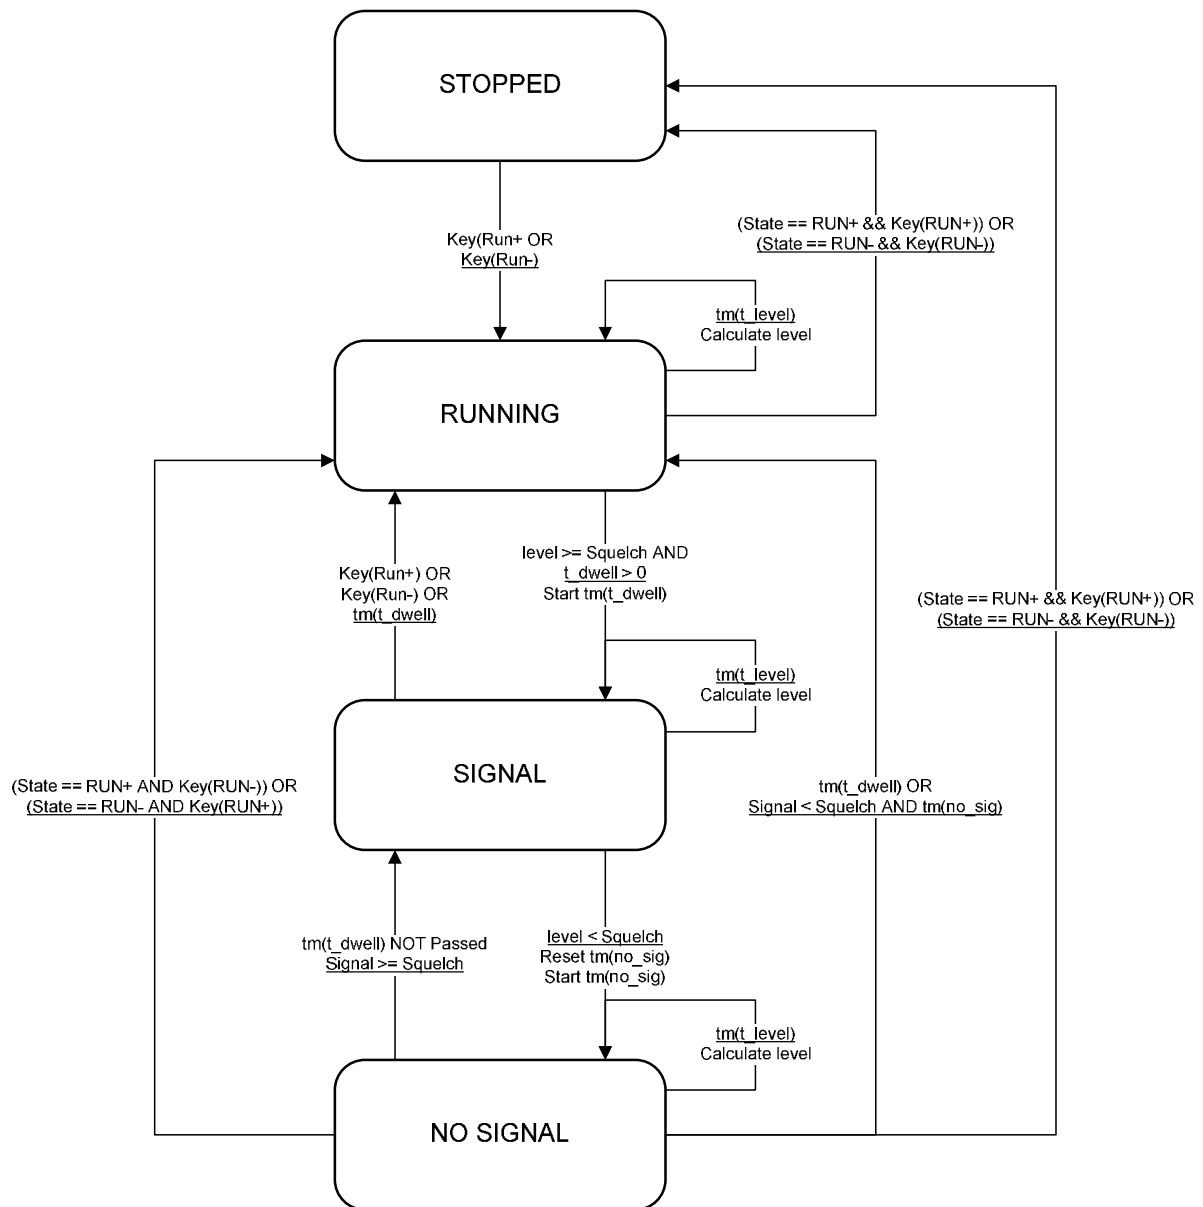 STOPPED
(State == RUN+ && Key(RUN+)) OR
(State == RUN- && Key(RUN-))
Key(Run+ OR
Key(Run-)
tm(t_level)
Calculate level
RUNNING
level >= Squelch AND
t_dwell > 0
Start tm(t_dwell)
Key(Run+) OR
Key(Run-) OR
tm(t_dwell)
(State == RUN+ && Key(RUN+)) OR
(State == RUN- && Key(RUN-))
tm(t_level)
Calculate level
SIGNAL
(State == RUN+ AND Key(RUN-)) OR
(State == RUN- AND Key(RUN+))
tm(t_dwell) OR
Signal < Squelch AND tm(no_sig)
tm(t_dwell) NOT Passed
Signal >= Squelch
level < Squelch
Reset tm(no_sig)
Start tm(no_sig)
tm(t_level)
Calculate level
NO SIGNAL